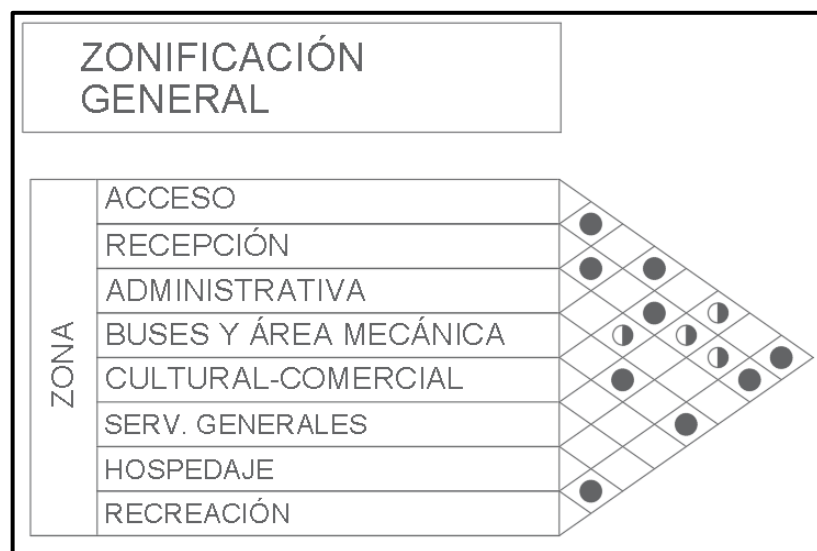 ZONIFICACIÓN
GENERAL
ZONA
ACCESO
RECEPCIÓN
ADMINISTRATIVA
BUSES Y ÁREA MECÁNICA
CULTURAL-COMERCIAL
SERV. GENERALES
HOSPEDAJE
RECREACIÓN